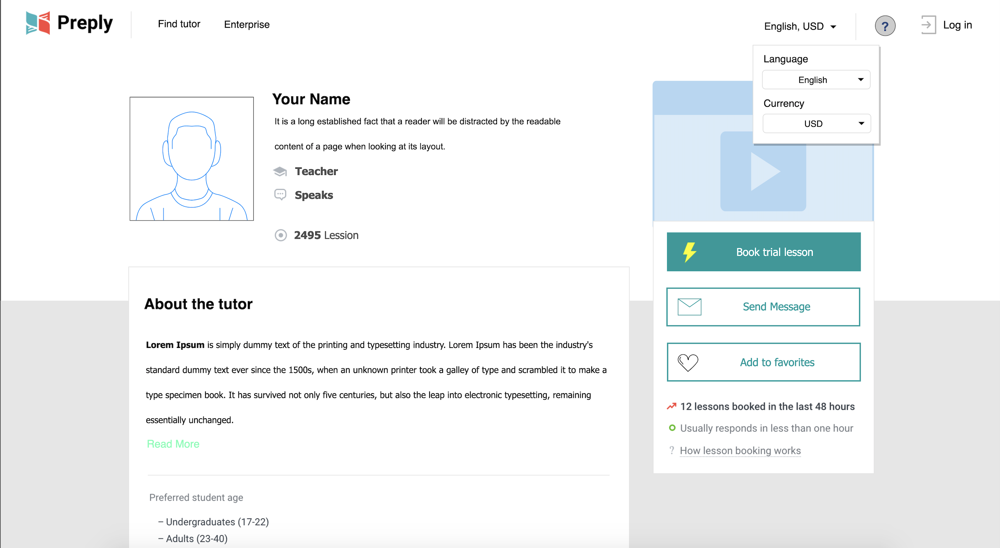 Preply
Find tutor
Enterprise
English, USD
?
Log in
Language
English
Currency
USD
Your Name
It is a long established fact that a reader will be distracted by the readable
content of a page when looking at its layout.
Teacher
Speaks
2495 Lession
Book trial lesson
Send Message
Add to favorites
12 lessons booked in the last 48 hours
Usually responds in less than one hour
? How lesson booking works
About the tutor
Lorem Ipsum is simply dummy text of the printing and typesetting industry. Lorem Ipsum has been the industry's
standard dummy text ever since the 1500s, when an unknown printer took a galley of type and scrambled it to make a
type specimen book. It has survived not only five centuries, but also the leap into electronic typesetting, remaining
essentially unchanged.
Read More
Preferred student age
– Undergraduates (17-22)
– Adults (23-40)